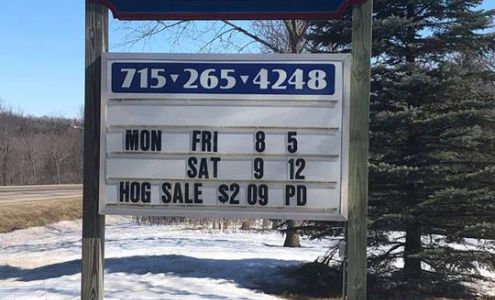 715▾265▾4248
MON FRI 8 5
SAT 9 12
HOG SALE $2 09 PD